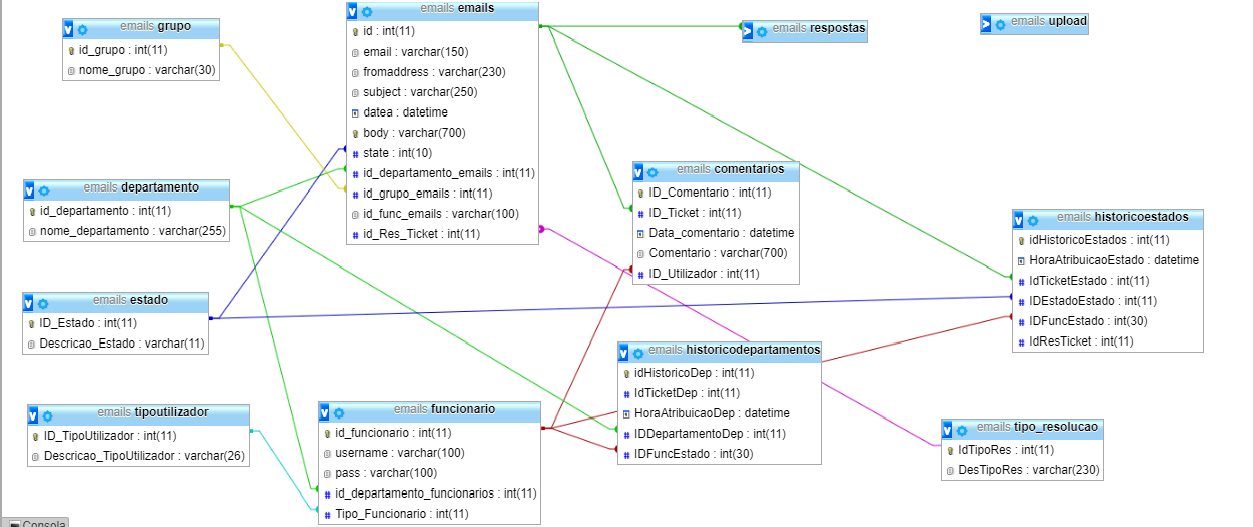 emails grupo
id_grupo : int(11)
nome_grupo : varchar(30)
emails emails
id : int(11)
email : varchar(150)
fromaddress : varchar(230)
subject : varchar(250)
datea : datetime
body : varchar(700)
state : int(10)
id_departamento_emails : int(11)
id_grupo_emails : int(11)
id_func_emails : varchar(100)
id_Res_Ticket : int(11)
emails respostas
emails upload
emails departamento
id_departamento : int(11)
nome_departamento : varchar(255)
emails comentarios
ID_Comentario : int(11)
ID_Ticket : int(11)
Data_comentario : datetime
Comentario : varchar(700)
ID_Utilizador : int(11)
emails historicoestados
idHistoricoEstados : int(11)
HoraAtribuicaoEstado : datetime
IdTicketEstado : int(11)
IDEstadoEstado : int(11)
IDFuncEstado : int(30)
IdResTicket : int(11)
emails estado
ID_Estado : int(11)
Descricao_Estado : varchar(11)
emails historicodepartamentos
idHistoricoDep : int(11)
IdTicketDep : int(11)
HoraAtribuicaoDep : datetime
IDDepartamentoDep : int(11)
IDFuncEstado : int(30)
emails tipoutilizador
ID_TipoUtilizador : int(11)
Descricao_TipoUtilizador : varchar(26)
emails funcionario
id_funcionario : int(11)
username : varchar(100)
pass : varchar(100)
id_departamento_funcionarios : int(11)
Tipo_Funcionario : int(11)
emails tipo_resolucao
IdTipoRes : int(11)
DesTipoRes : varchar(230)
Consola